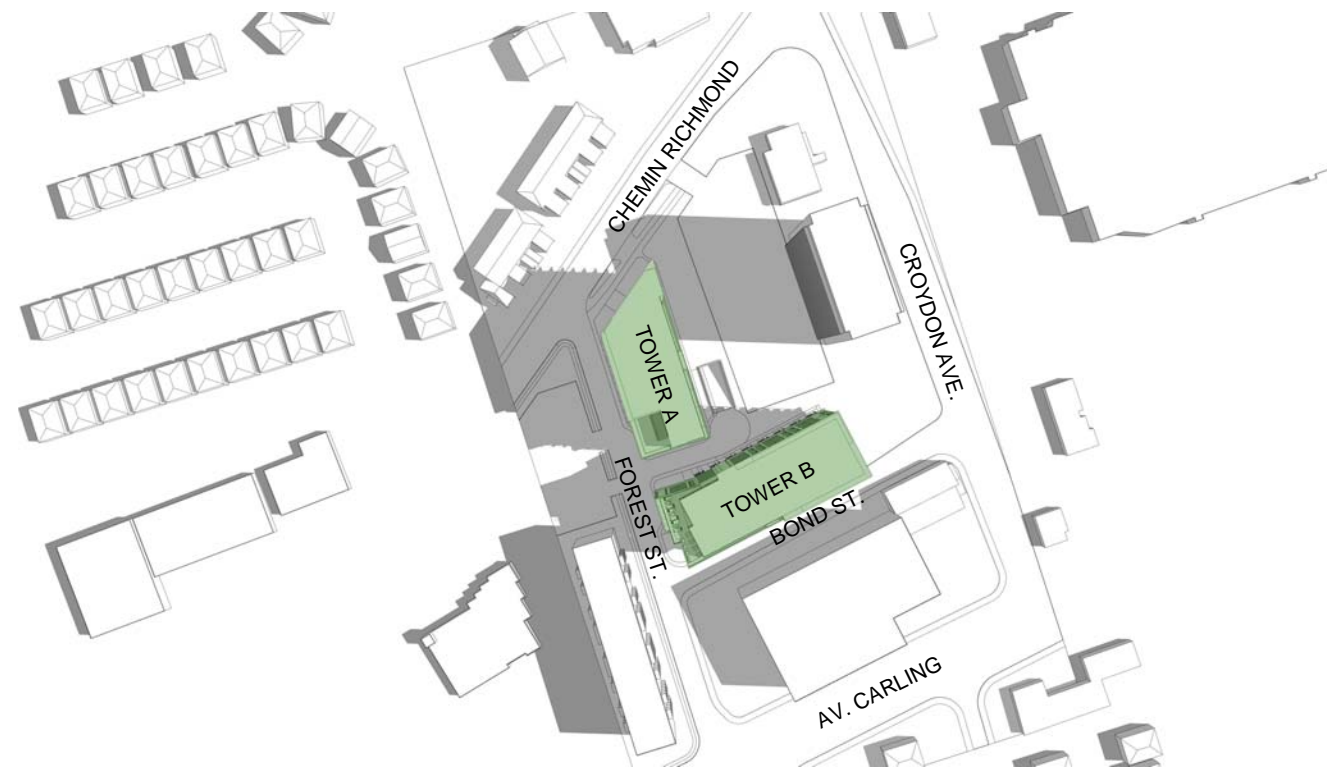 CHEMIN RICHMOND
CROYDON AVE.
TOWER A
TOWER B
FOREST ST.
BOND ST.
AV. CARLING